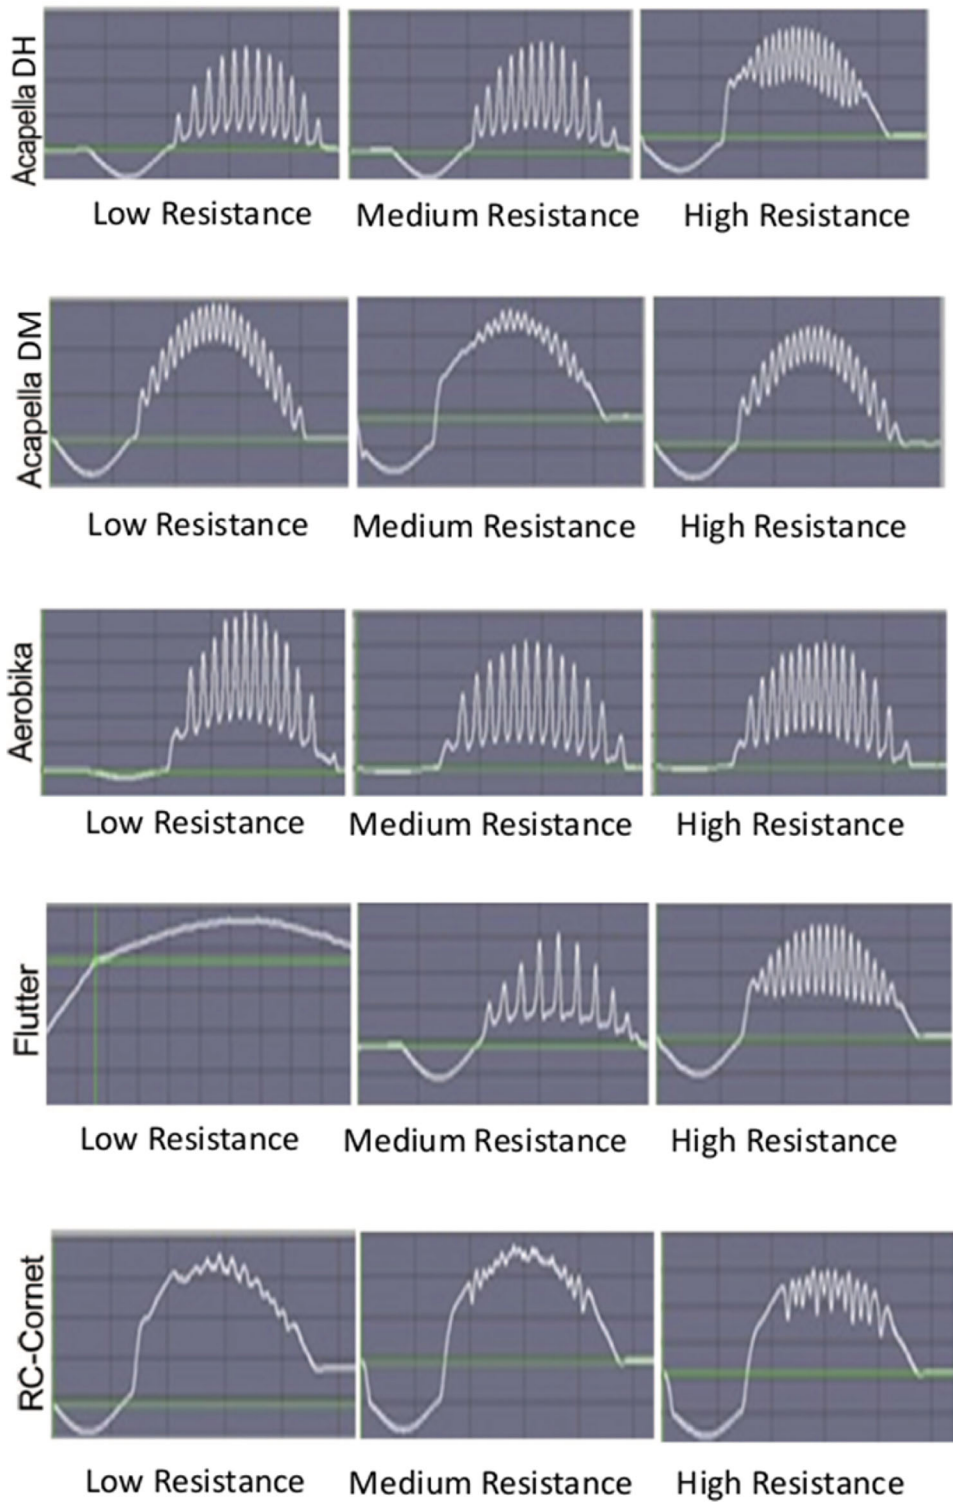 Acapella DH
Low Resistance
Medium Resistance
High Resistance
Acapella DM
Low Resistance
Medium Resistance
High Resistance
Aerobika
Low Resistance
Medium Resistance
High Resistance
Flutter
Low Resistance
Medium Resistance
High Resistance
RC-Cornet
Low Resistance
Medium Resistance
High Resistance